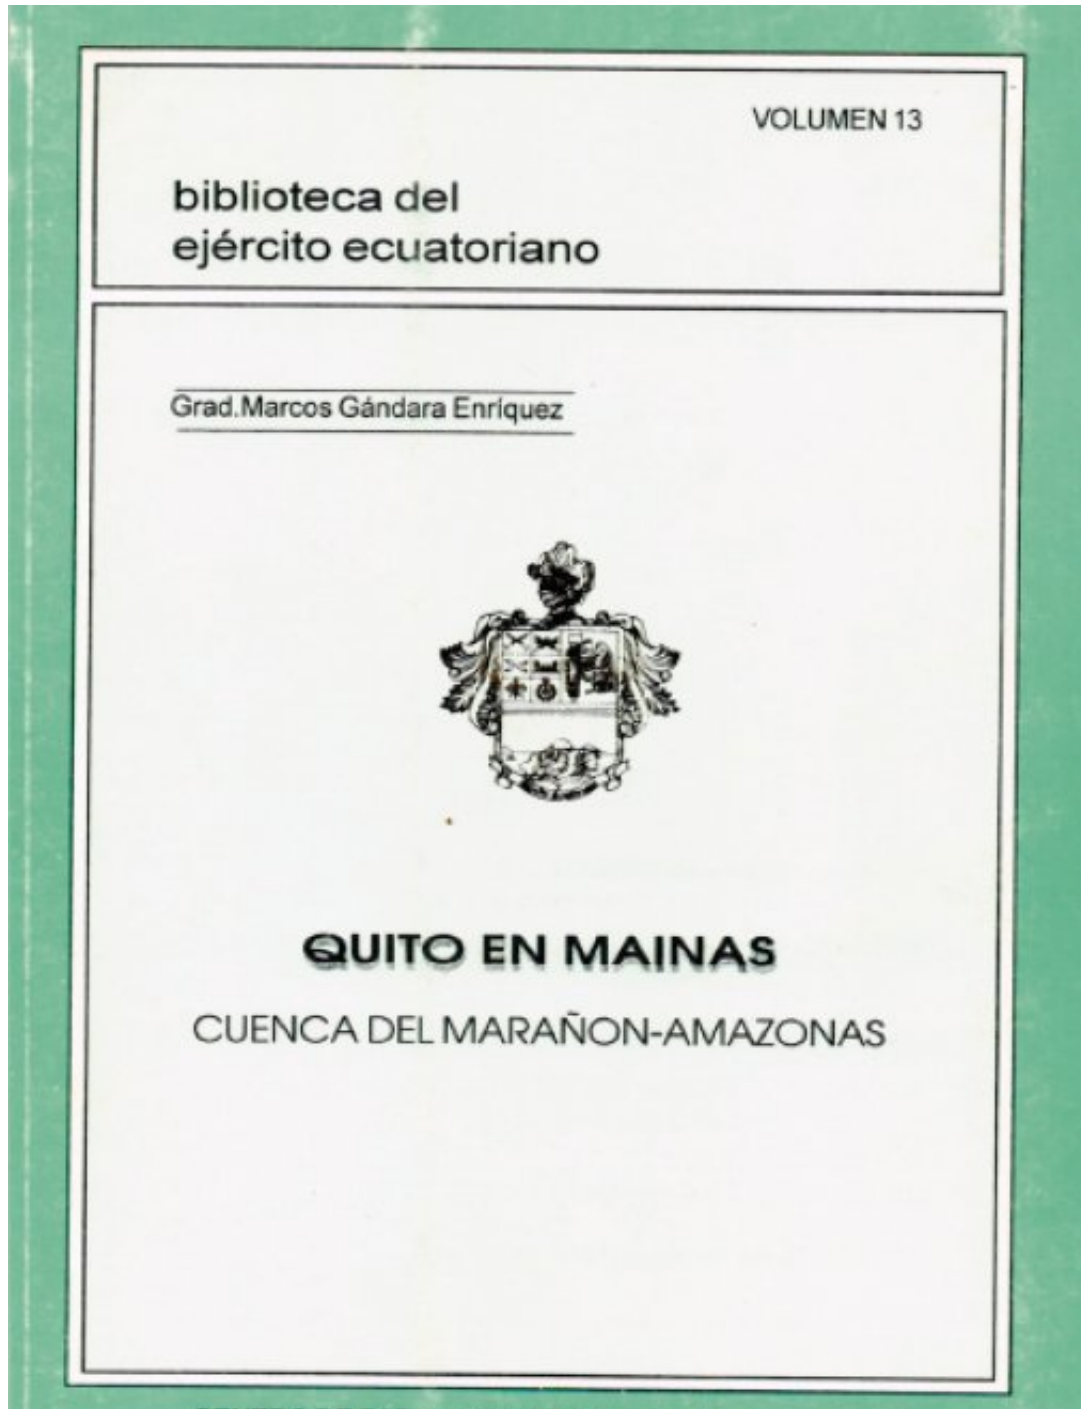 VOLUMEN 13
biblioteca del
ejército ecuatoriano
Grad.Marcos Gándara Enríquez
QUITO EN MAINAS
CUENCA DEL MARAÑON-AMAZONAS